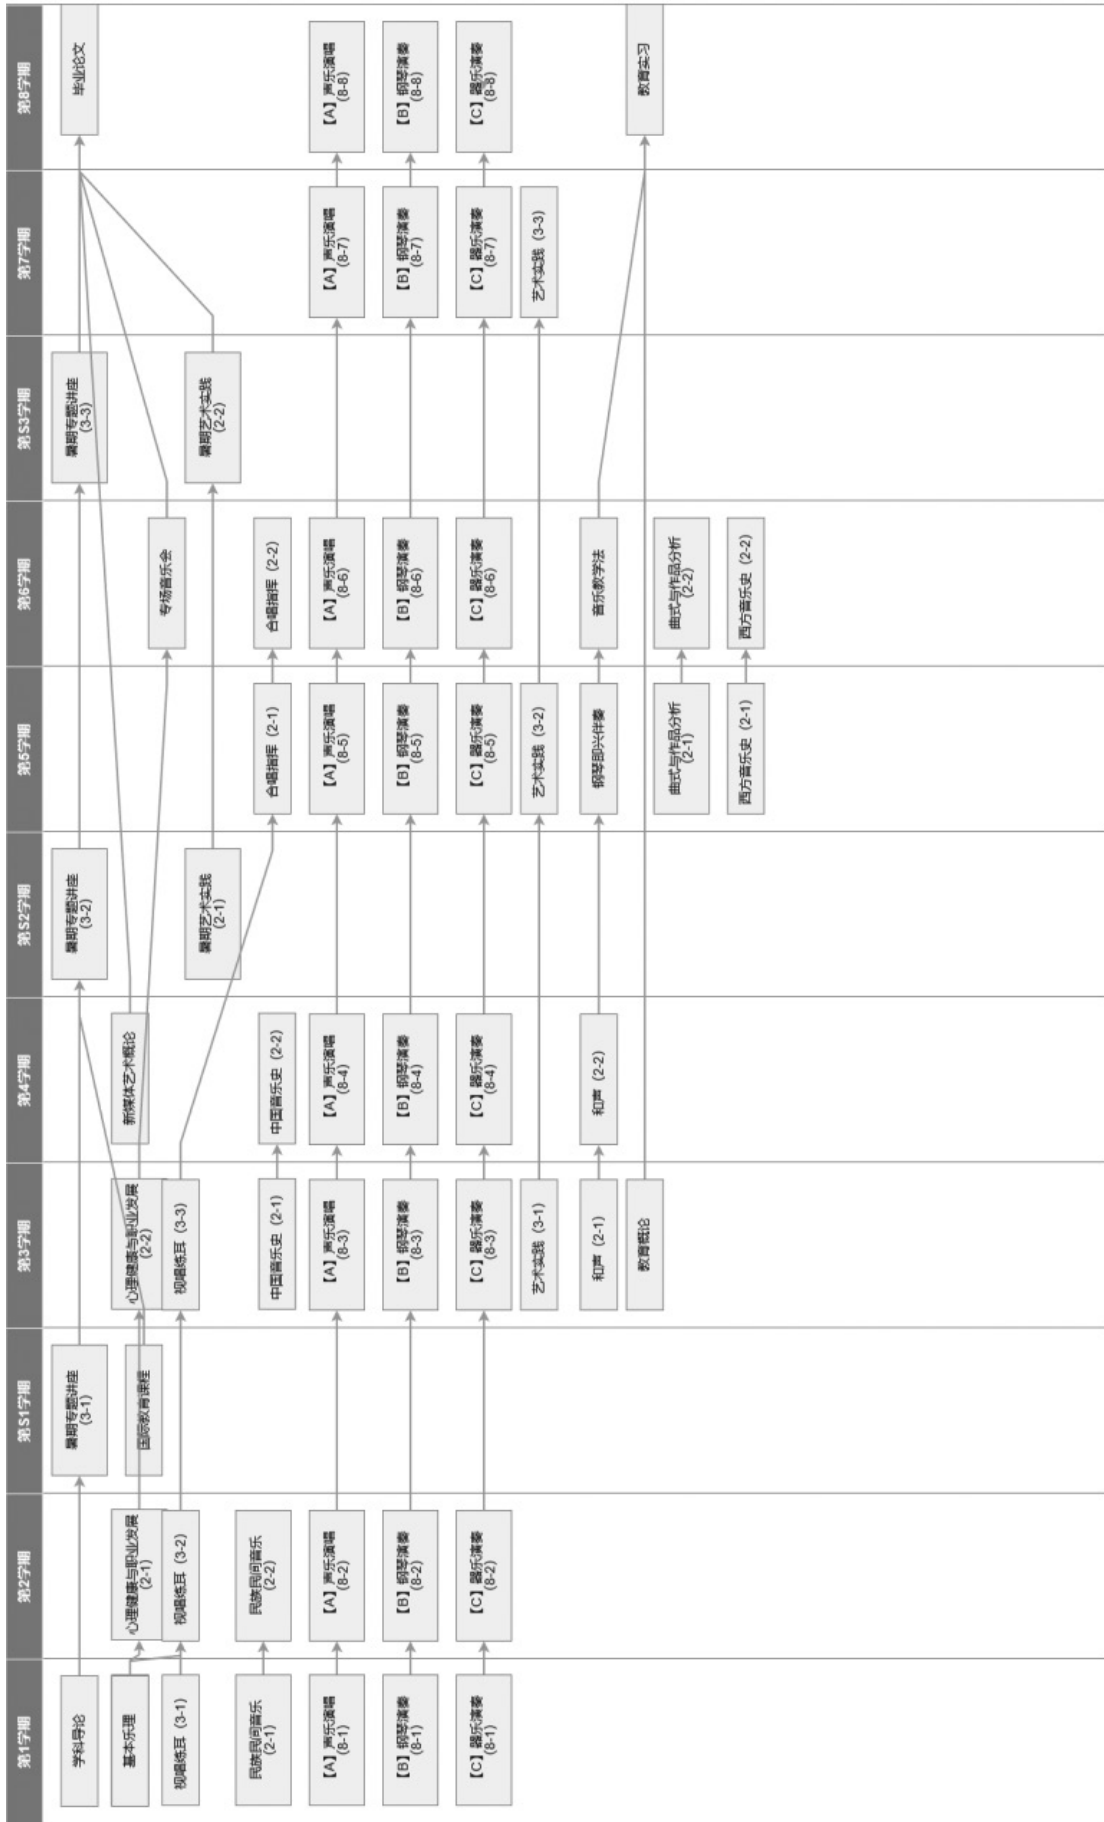 第1学期
学科导论
基本乐理
视唱练耳（3-1）
民族民间音乐
(2-1)
【A】声乐演唱
(8-1)
【B】钢琴演奏
(8-1)
【C】器乐演奏
(8-1)
第2学期
心理健康与职业发展
(2-1)
视唱练耳（3-2）
民族民间音乐
(2-2)
【A】声乐演唱
(8-2)
【B】钢琴演奏
(8-2)
【C】器乐演奏
(8-2)
第S1学期
暑期专题讲座
(3-1)
国际教育课程
第3学期
心理健康与职业发展
(2-2)
视唱练耳（3-3）
中国音乐史（2-1）
【A】声乐演唱
(8-3)
【B】钢琴演奏
(8-3)
【C】器乐演奏
(8-3)
艺术实践（3-1）
和声（2-1）
教育概论
第4学期
新媒体艺术概论
中国音乐史（2-2）
【A】声乐演唱
(8-4)
【B】钢琴演奏
(8-4)
【C】器乐演奏
(8-4)
和声（2-2）
第S2学期
暑期专题讲座
(3-2)
暑期艺术实践
(2-1)
第5学期
合唱指挥（2-1）
【A】声乐演唱
(8-5)
【B】钢琴演奏
(8-5)
【C】器乐演奏
(8-5)
艺术实践（3-2）
钢琴即兴伴奏
曲式与作品分析
(2-1)
西方音乐史（2-1）
第6学期
专场音乐会
合唱指挥（2-2）
【A】声乐演唱
(8-6)
【B】钢琴演奏
(8-6)
【C】器乐演奏
(8-6)
音乐教学法
曲式与作品分析
(2-2)
西方音乐史（2-2）
第S3学期
暑期专题讲座
(3-3)
暑期艺术实践
(2-2)
第7学期
【A】声乐演唱
(8-7)
【B】钢琴演奏
(8-7)
【C】器乐演奏
(8-7)
艺术实践（3-3）
第8学期
毕业论文
【A】声乐演唱
(8-8)
【B】钢琴演奏
(8-8)
【C】器乐演奏
(8-8)
教育实习